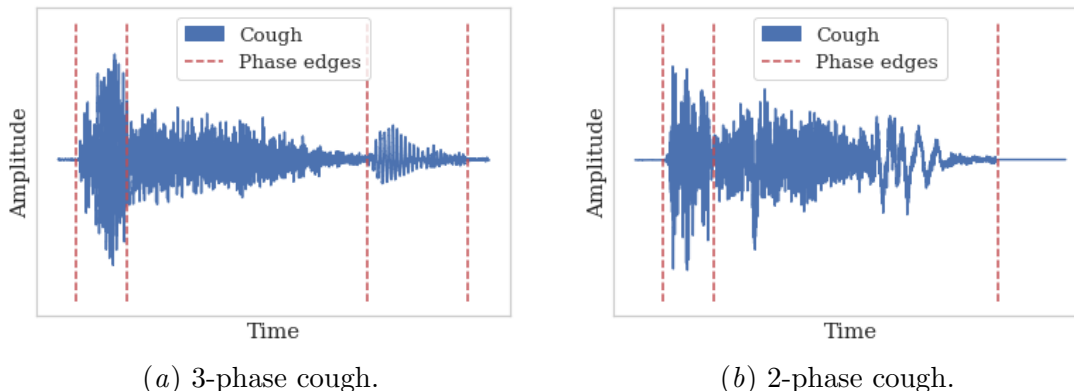 Cough
Phase edges
Amplitude
Time
(a) 3-phase cough.
Cough
Phase edges
Amplitude
Time
(b) 2-phase cough.